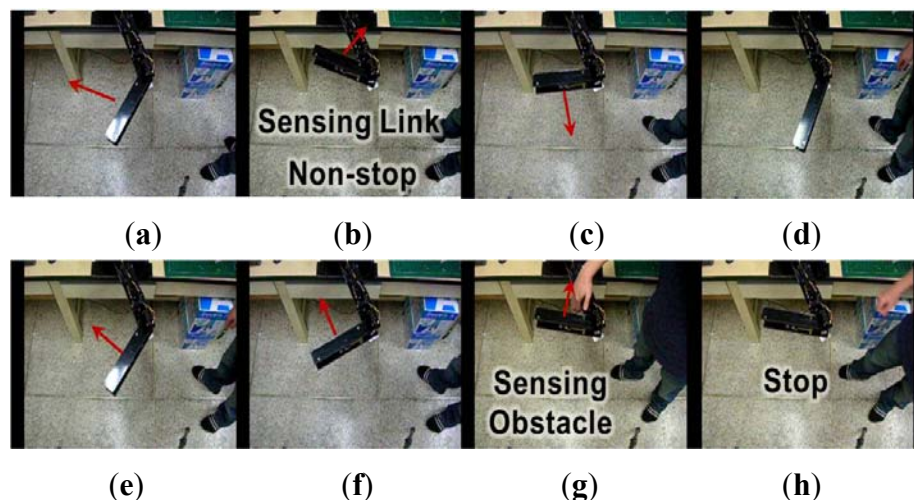 Sensing Link
Non-stop
(a) (b) (c) (d)
Sensing
Obstacle
Stop
(e) (f) (g) (h)